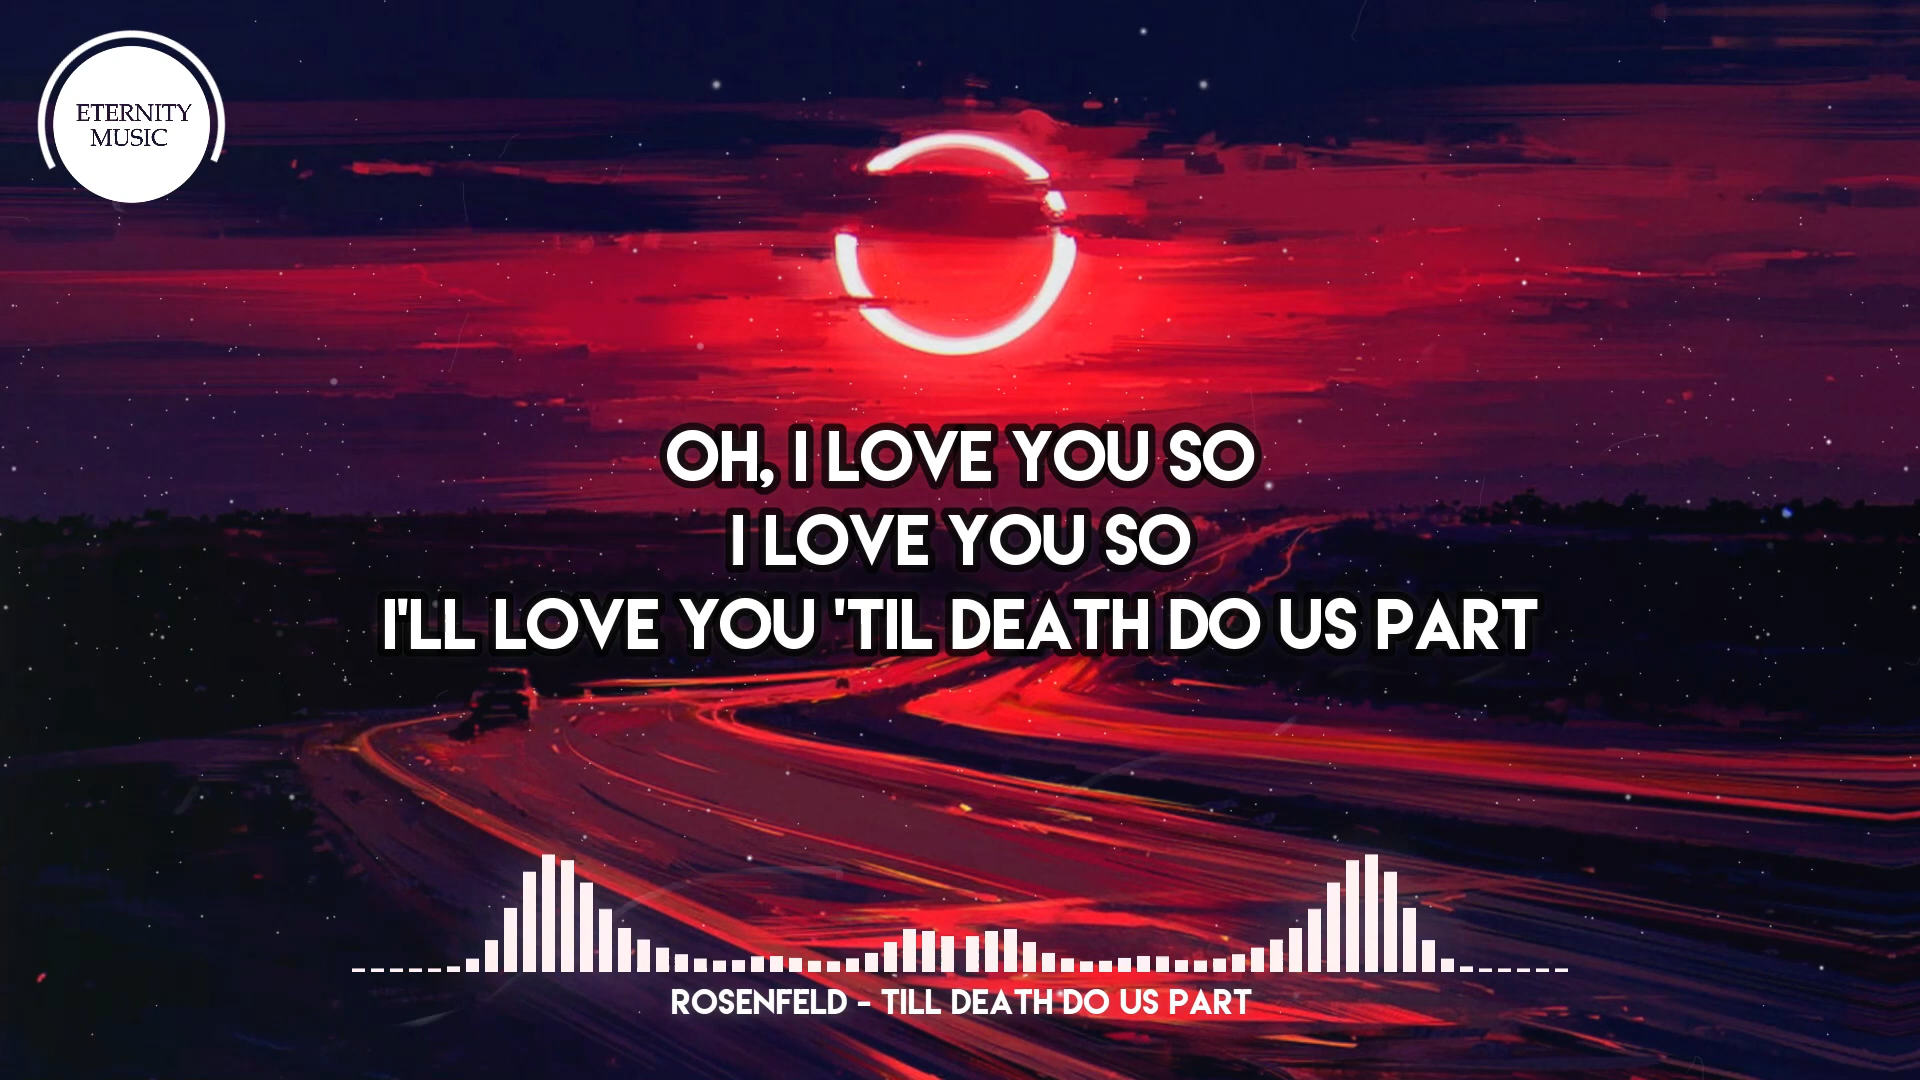 ETERNITY
MUSIC
OH, I LOVE YOU SO
I LOVE YOU SO
I'LL LOVE YOU 'TIL DEATH DO US PART
ROSENFELD - TILL DEATH DO US PART